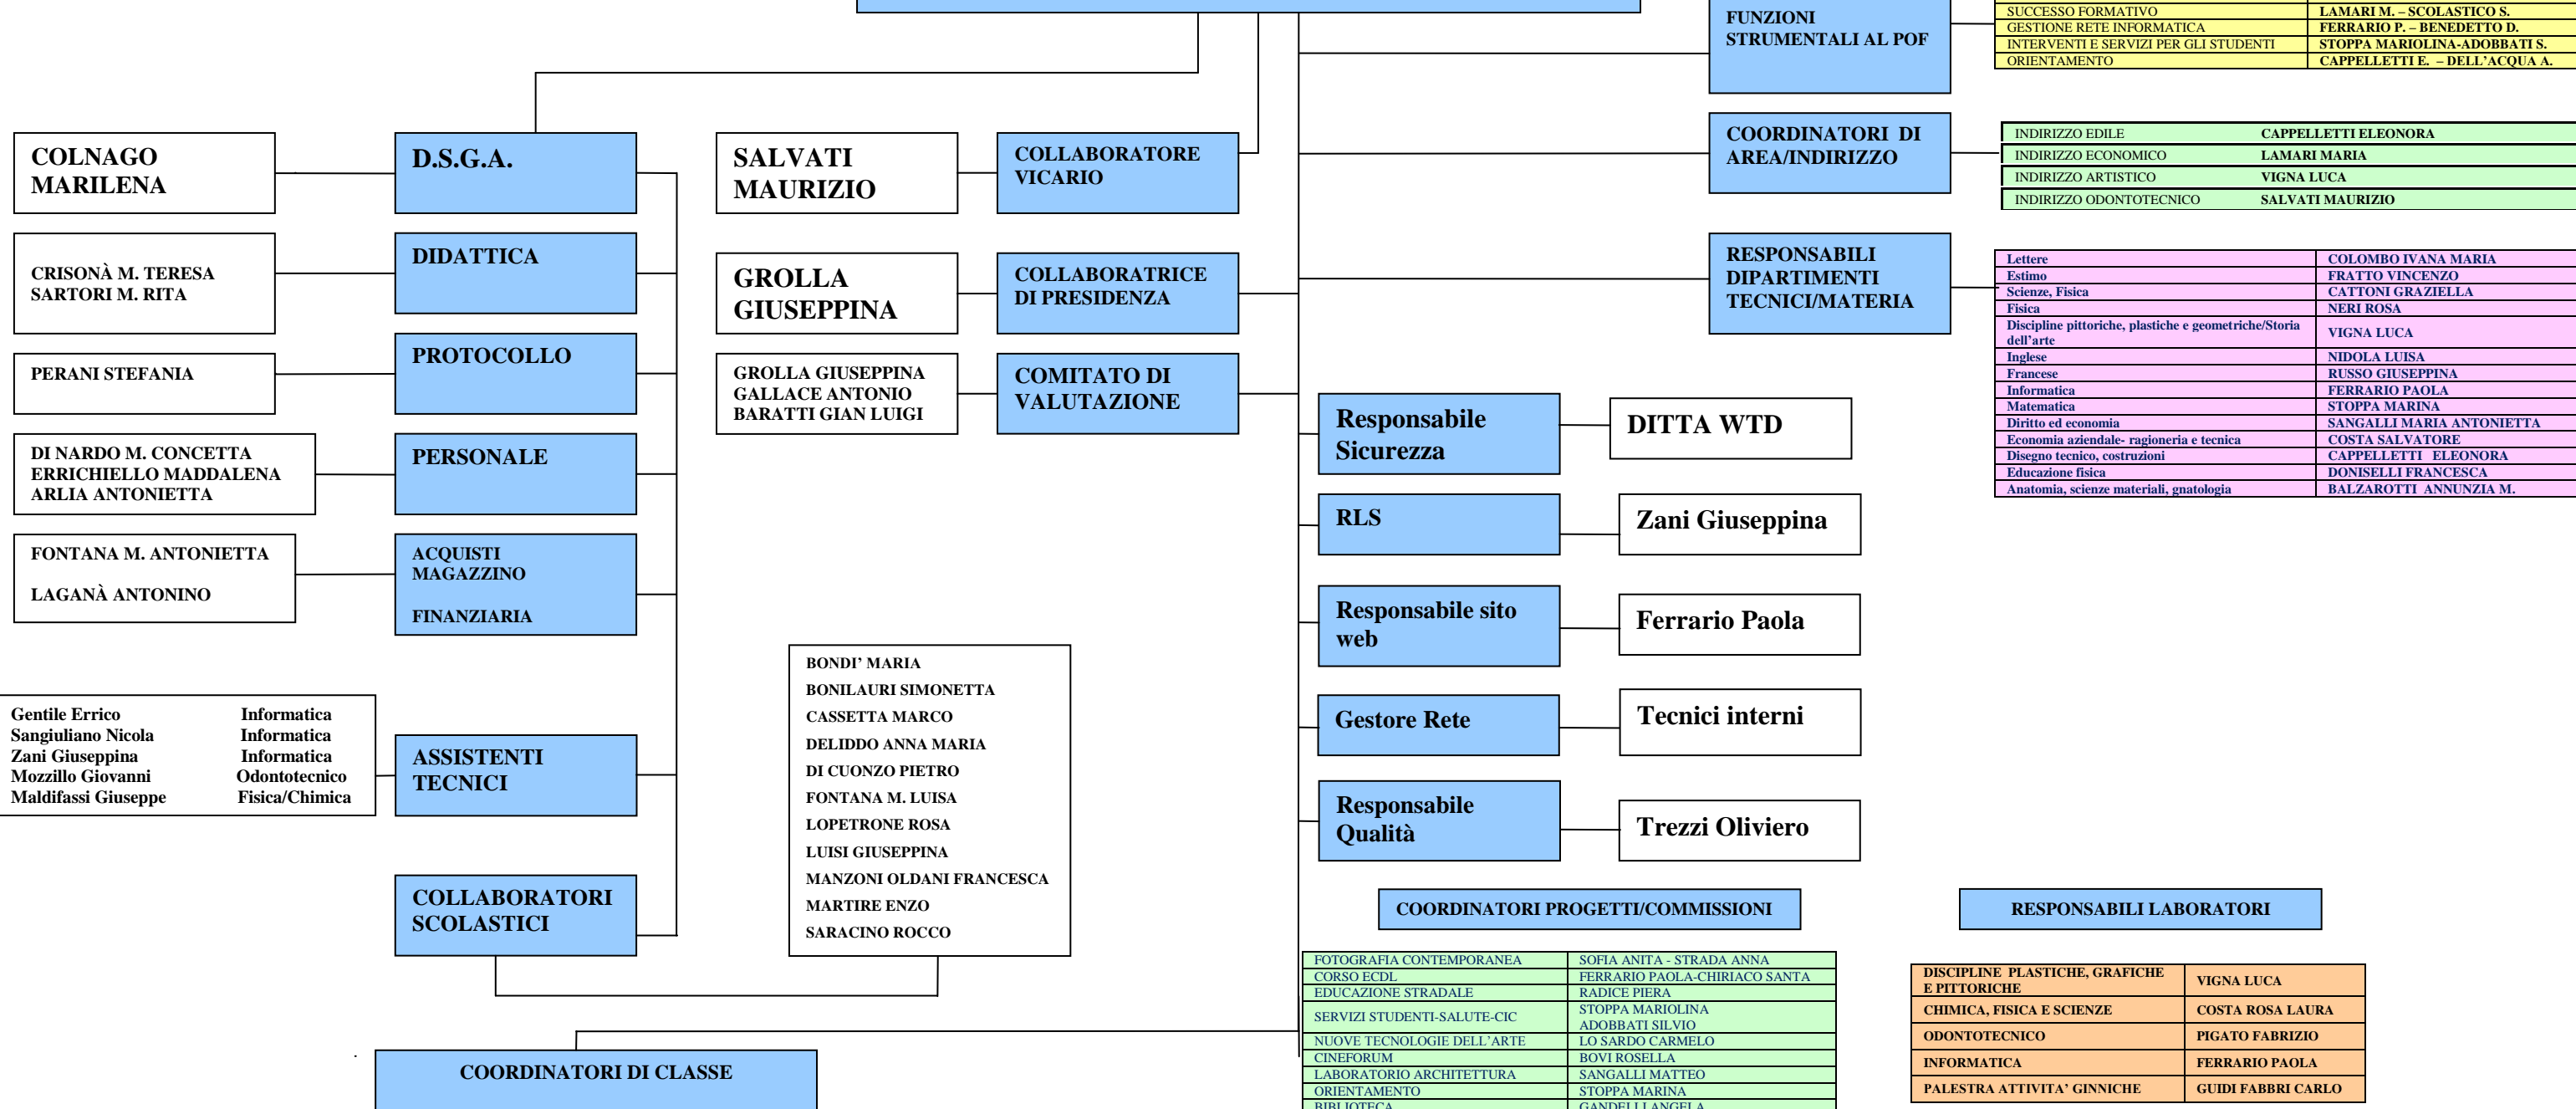 FUNZIONI
STRUMENTALI AL POF
SUCCESSO FORMATIVO LAMARI M. – SCOLASTICO S.
GESTIONE RETE INFORMATICA FERRARIO P. – BENEDETTO D.
INTERVENTI E SERVIZI PER GLI STUDENTI STOPPA MARIOLINA-ADOBBATI S.
ORIENTAMENTO CAPPELLETTI E. – DELL’ACQUA A.
COLNAGO
MARILENA
D.S.G.A.
SALVATI
MAURIZIO
COLLABORATORE
VICARIO
COORDINATORI DI
AREA/INDIRIZZO
INDIRIZZO EDILE CAPPELLETTI ELEONORA
INDIRIZZO ECONOMICO LAMARI MARIA
INDIRIZZO ARTISTICO VIGNA LUCA
INDIRIZZO ODONTOTECNICO SALVATI MAURIZIO
CRISONÀ M. TERESA
SARTORI M. RITA
DIDATTICA
GROLLA
GIUSEPPINA
COLLABORATRICE
DI PRESIDENZA
RESPONSABILI
DIPARTIMENTI
TECNICI/MATERIA
Lettere COLOMBO IVANA MARIA
Estimo FRATTO VINCENZO
Scienze, Fisica CATTONI GRAZIELLA
Fisica NERI ROSA
Discipline pittoriche, plastiche e geometriche/Storia
dell’arte VIGNA LUCA
Inglese NIDOLA LUISA
Francese RUSSO GIUSEPPINA
Informatica FERRARIO PAOLA
Matematica STOPPA MARINA
Diritto ed economia SANGALLI MARIA ANTONIETTA
Economia aziendale- ragioneria e tecnica COSTA SALVATORE
Disegno tecnico, costruzioni CAPPELLETTI ELEONORA
Educazione fisica DONISELLI FRANCESCA
Anatomia, scienze materiali, gnatologia BALZAROTTI ANNUNZIA M.
PERANI STEFANIA
PROTOCOLLO
GROLLA GIUSEPPINA
GALLACE ANTONIO
BARATTI GIAN LUIGI
COMITATO DI
VALUTAZIONE
Responsabile
Sicurezza
DITTA WTD
DI NARDO M. CONCETTA
ERRICHIELLO MADDALENA
ARLIA ANTONIETTA
PERSONALE
RLS
Zani Giuseppina
FONTANA M. ANTONIETTA
LAGANÀ ANTONINO
ACQUISTI
MAGAZZINO
FINANZIARIA
Responsabile sito
web
Ferrario Paola
Gentile Errico Informatica
Sangiuliano Nicola Informatica
Zani Giuseppina Informatica
Mozzillo Giovanni Odontotecnico
Maldifassi Giuseppe Fisica/Chimica
ASSISTENTI
TECNICI
BONDI’ MARIA
BONILAURI SIMONETTA
CASSETTA MARCO
DELIDDO ANNA MARIA
DI CUONZO PIETRO
FONTANA M. LUISA
LOPETRONE ROSA
LUISI GIUSEPPINA
MANZONI OLDANI FRANCESCA
MARTIRE ENZO
SARACINO ROCCO
Gestore Rete
Tecnici interni
Responsabile
Qualità
Trezzi Oliviero
COLLABORATORI
SCOLASTICI
COORDINATORI PROGETTI/COMMISSIONI
RESPONSABILI LABORATORI
FOTOGRAFIA CONTEMPORANEA SOFIA ANITA - STRADA ANNA
CORSO ECDL FERRARIO PAOLA-CHIRIACO SANTA
EDUCAZIONE STRADALE RADICE PIERA
SERVIZI STUDENTI-SALUTE-CIC STOPPA MARIOLINA
ADOBBATI SILVIO
NUOVE TECNOLOGIE DELL’ARTE LO SARDO CARMELO
CINEFORUM BOVI ROSELLA
LABORATORIO ARCHITETTURA SANGALLI MATTEO
ORIENTAMENTO STOPPA MARINA
BIBLIOTECA GANDELLI ANGELA
DISCIPLINE PLASTICHE, GRAFICHE
E PITTORICHE VIGNA LUCA
CHIMICA, FISICA E SCIENZE COSTA ROSA LAURA
ODONTOTECNICO PIGATO FABRIZIO
INFORMATICA FERRARIO PAOLA
PALESTRA ATTIVITA’ GINNICHE GUIDI FABBRI CARLO
COORDINATORI DI CLASSE